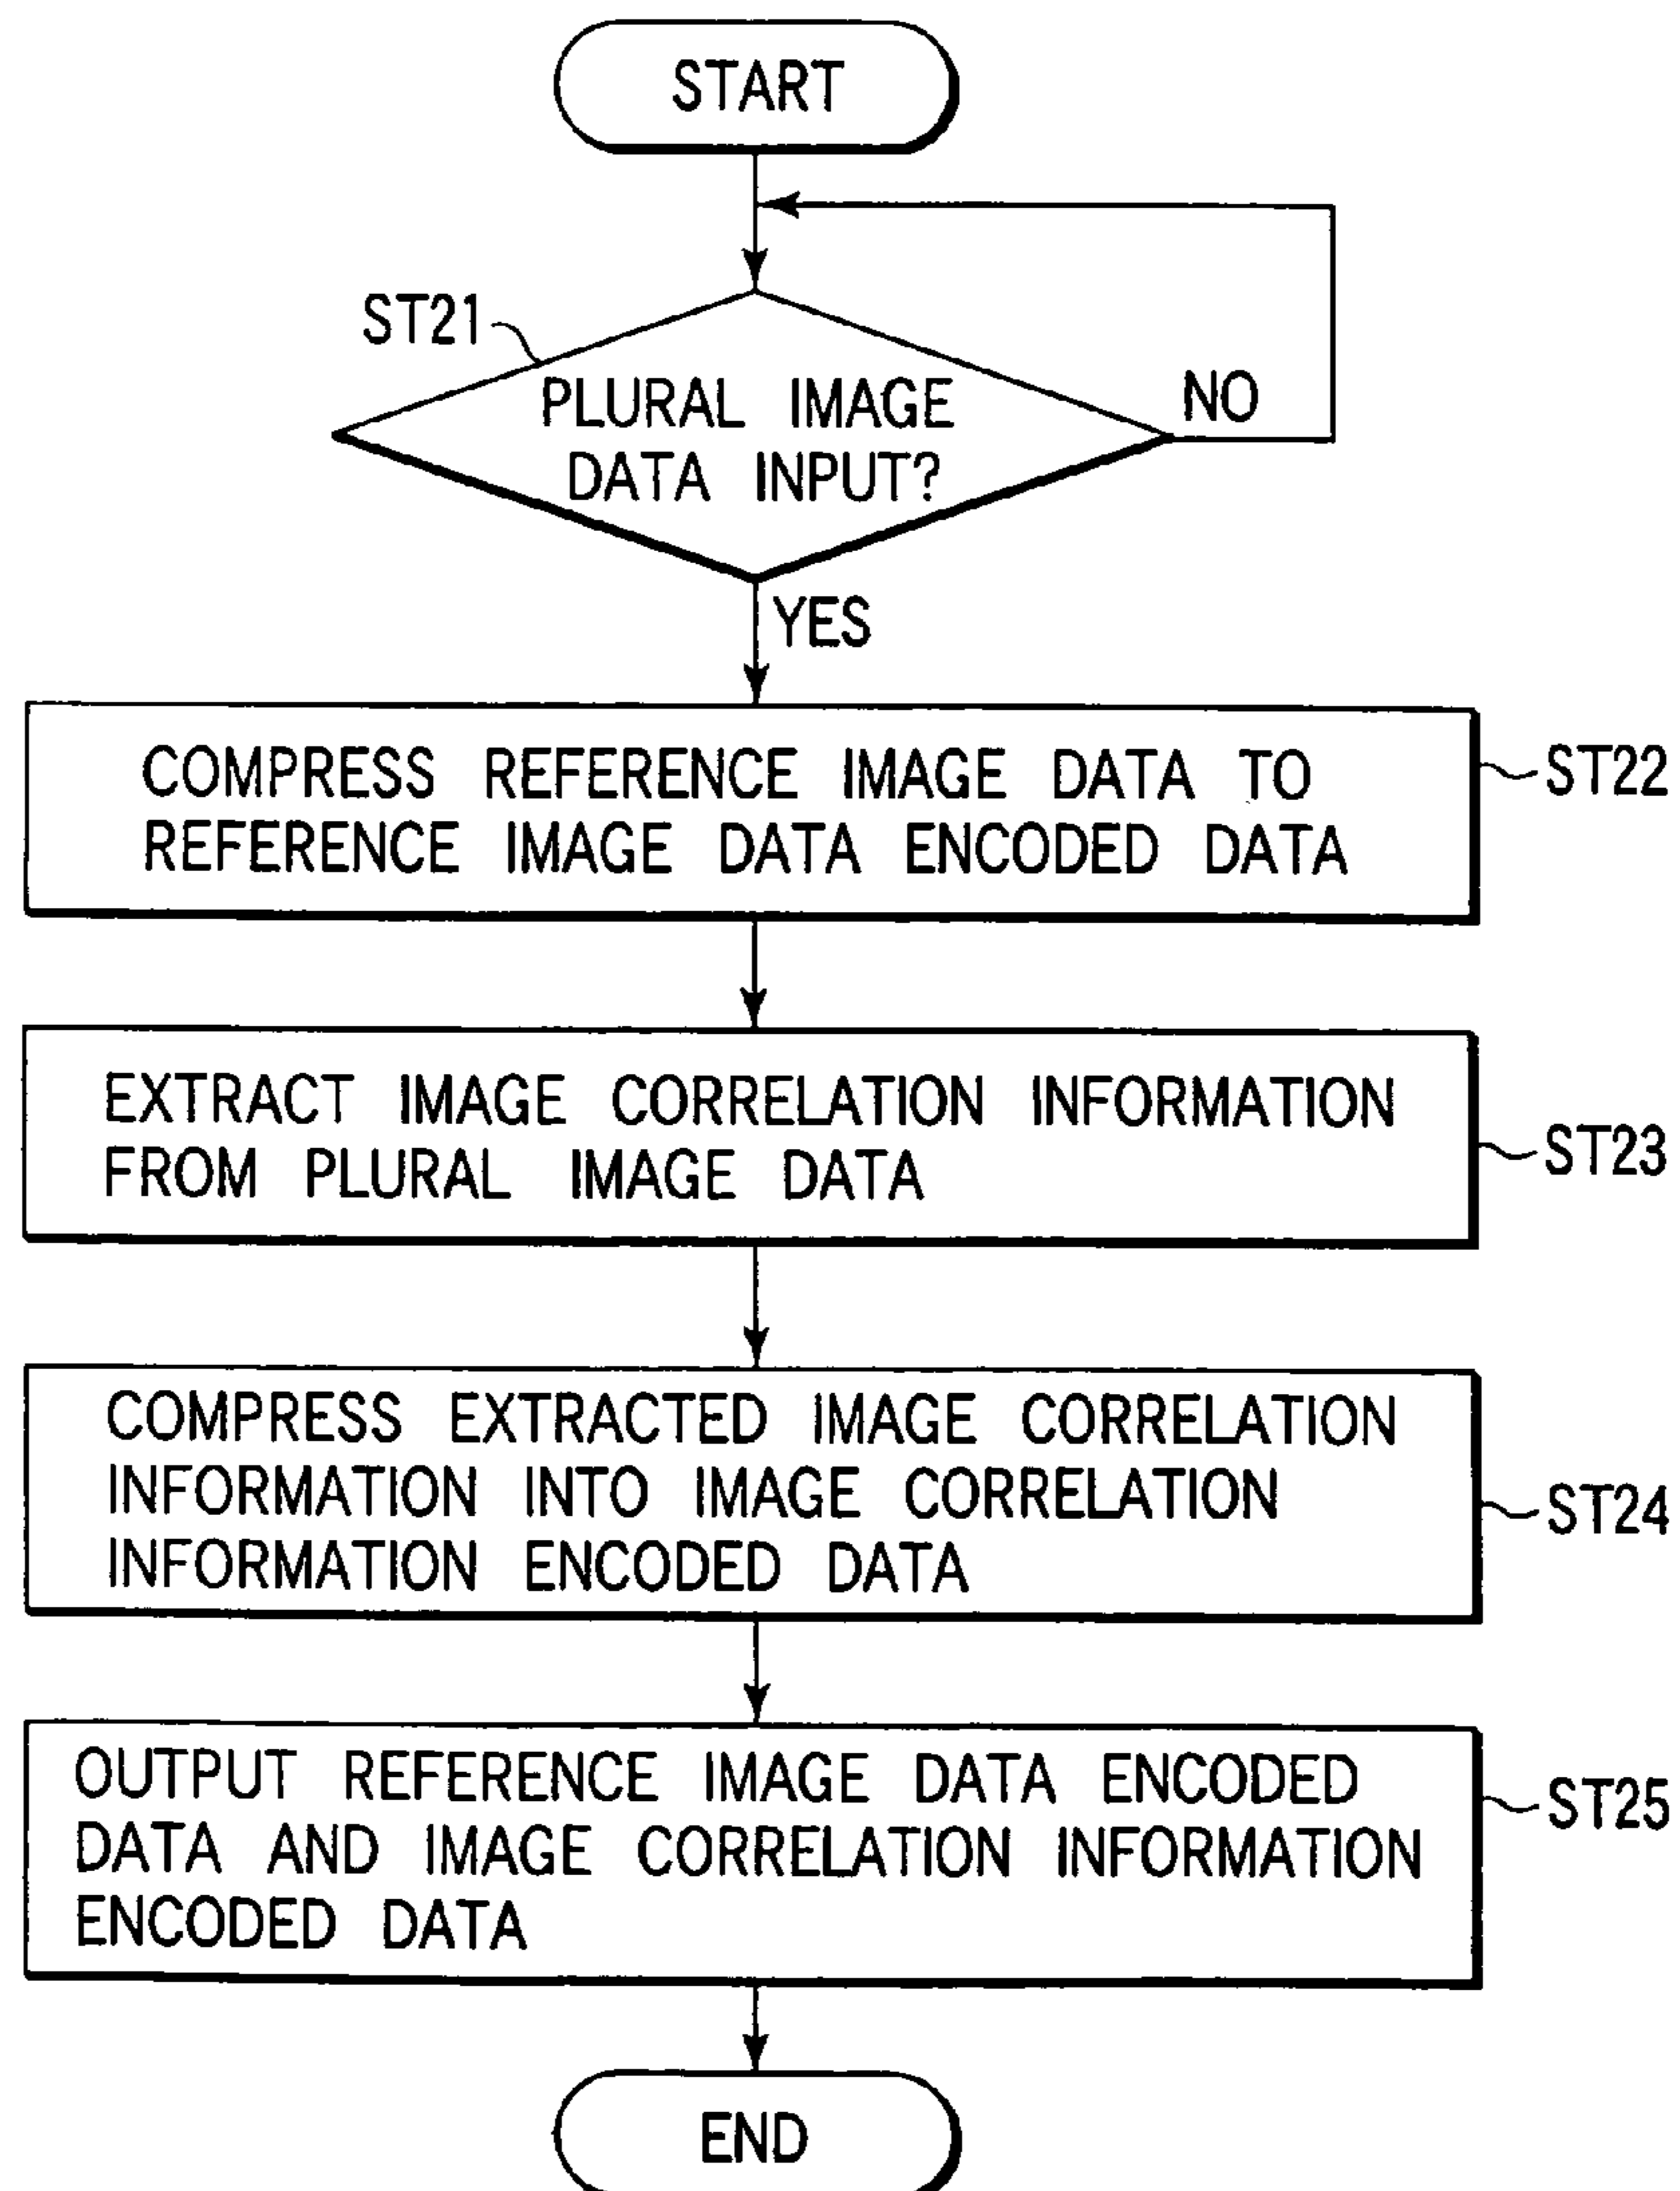 START
ST21
PLURAL IMAGE
DATA INPUT?
NO
YES
COMPRESS REFERENCE IMAGE DATA TO
REFERENCE IMAGE DATA ENCODED DATA
ST22
EXTRACT IMAGE CORRELATION INFORMATION
FROM PLURAL IMAGE DATA
ST23
COMPRESS EXTRACTED IMAGE CORRELATION
INFORMATION INTO IMAGE CORRELATION
INFORMATION ENCODED DATA
ST24
OUTPUT REFERENCE IMAGE DATA ENCODED
DATA AND IMAGE CORRELATION INFORMATION
ENCODED DATA
ST25
END